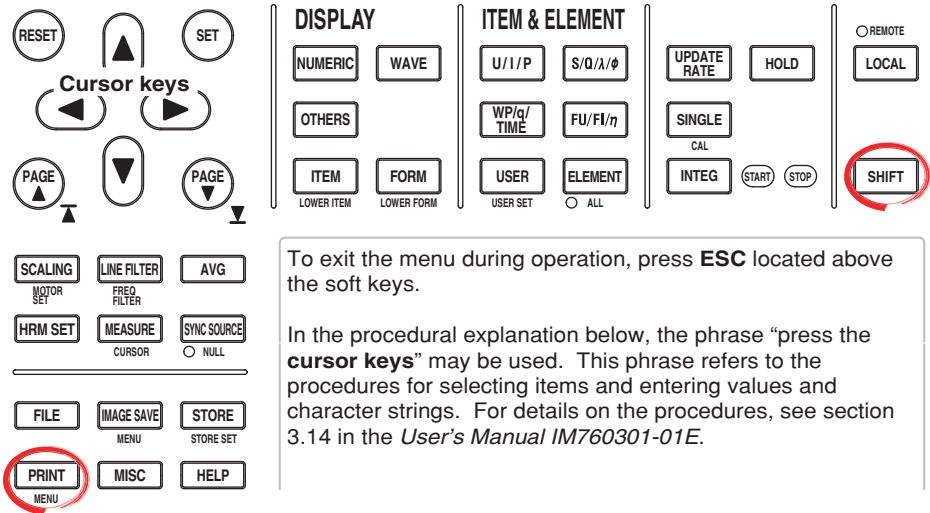 RESET
SET
Cursor keys
PAGE
PAGE
DISPLAY
NUMERIC
WAVE
OTHERS
ITEM
FORM
LOWER ITEM
LOWER FORM
ITEM & ELEMENT
U / I / P
S/Q/λ/ϕ
WP/q/
TIME
FU/FI/η
USER
ELEMENT
USER SET
ALL
UPDATE
RATE
HOLD
SINGLE
CAL
INTEG
START
STOP
REMOTE
LOCAL
SHIFT
SCALING
LINE FILTER
AVG
MOTOR
SET
FREQ
FILTER
HRM SET
MEASURE
SYNC SOURCE
CURSOR
NULL
FILE
IMAGE SAVE
STORE
MENU
STORE SET
PRINT
MISC
HELP
MENU
To exit the menu during operation, press ESC located above
the soft keys.
In the procedural explanation below, the phrase “press the
cursor keys” may be used. This phrase refers to the
procedures for selecting items and entering values and
character strings. For details on the procedures, see section
3.14 in the User's Manual IM760301-01E.